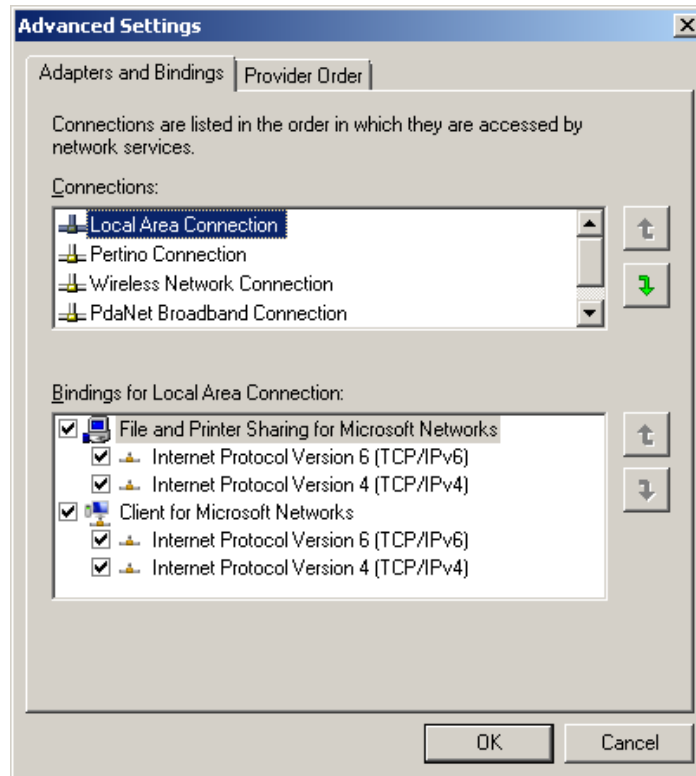 Advanced Settings
Adapters and Bindings
Provider Order
Connections are listed in the order in which they are accessed by
network services.
Connections:
Local Area Connection
Pertino Connection
Wireless Network Connection
PdaNet Broadband Connection
Bindings for Local Area Connection:
File and Printer Sharing for Microsoft Networks
Internet Protocol Version 6 (TCP/IPv6)
Internet Protocol Version 4 (TCP/IPv4)
Client for Microsoft Networks
Internet Protocol Version 6 (TCP/IPv6)
Internet Protocol Version 4 (TCP/IPv4)
OK
Cancel